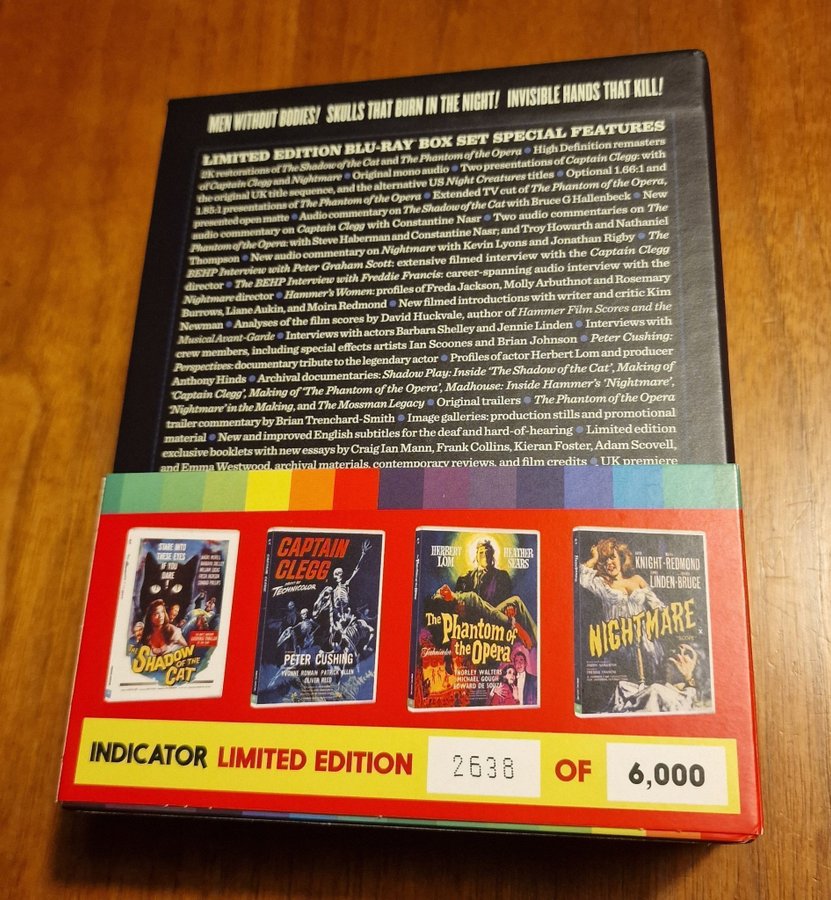 MEN WITHOUT BODIES! SKULLS THAT BURN IN THE NIGHT! INVISIBLE HANDS THAT KILL!
LIMITED EDITION BLU-RAY BOX SET SPECIAL FEATURES
2K restorations of The Shadow of the Cat and The Phantom of the Opera ● High Definition remasters
of Captain Clegg and Nightmare ● Original mono audio ● Two presentations of Captain Clegg: with
the original UK title sequence, and the alternative US Night Creatures titles ● Optional 1.66:1 and
1.85:1 presentations of The Phantom of the Opera ● Extended TV cut of The Phantom of the Opera,
presented open matte ● Audio commentary on The Shadow of the Cat with Bruce G Hallenbeck ● New
audio commentary on Captain Clegg with Constantine Nasr ● Two audio commentaries on The
Phantom of the Opera: with Steve Haberman and Constantine Nasr; and Troy Howarth and Nathaniel
Thompson ● New audio commentary on Nightmare with Kevin Lyons and Jonathan Rigby ● The
BEHP Interview with Peter Graham Scott: extensive filmed interview with the Captain Clegg
director ● The BEHP Interview with Freddie Francis: career-spanning audio interview with the
Nightmare director ● Hammer's Women: profiles of Freda Jackson, Molly Arbuthnot and Rosemary
Burrows, Liane Aukin, and Moira Redmond ● New filmed introductions with writer and critic Kim
Newman ● Analyses of the film scores by David Huckvale, author of Hammer Film Scores and the
Musical Avant-Garde ● Interviews with actors Barbara Shelley and Jennie Linden ● Interviews with
crew members, including special effects artists Ian Scoones and Brian Johnson ● Peter Cushing:
Perspectives: documentary tribute to the legendary actor ● Profiles of actor Herbert Lom and producer
Anthony Hinds ● Archival documentaries: Shadow Play: Inside 'The Shadow of the Cat', Making of
'Captain Clegg', Making of 'The Phantom of the Opera', Madhouse: Inside Hammer's 'Nightmare',
'Nightmare' in the Making, and The Mossman Legacy ● Original trailers ● The Phantom of the Opera
trailer commentary by Brian Trenchard-Smith ● Image galleries: production stills and promotional
material ● New and improved English subtitles for the deaf and hard-of-hearing ● Limited edition
exclusive booklets with new essays by Craig Ian Mann, Frank Collins, Kieran Foster, Adam Scovell,
and Emma Westwood, archival materials, contemporary reviews, and film credits ● UK premiere
STARE INTO
THESE EYES
IF YOU
DARE
THE
SHADOW
OF THE
CAT
CAPTAIN
CLEGG
TECHNICOLOR
PETER CUSHING
YVONNE ROMAIN PATRICK ALLEN
OLIVER REED
HERBERT LOM
HEATHER SEARS
The Phantom of
the Opera
Technicolor
THORLEY WALTERS
MICHAEL GOUGH
EDWARD DE SOUZA
KNIGHT·REDMOND
LINDEN·BRUCE
NIGHTMARE
INDICATOR LIMITED EDITION 2638 OF 6,000